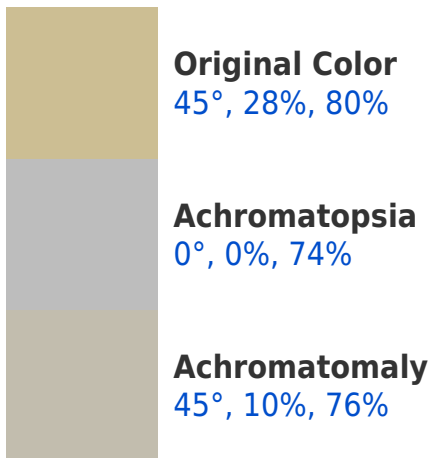 Original Color
45°, 28%, 80%
Achromatopsia
0°, 0%, 74%
Achromatomaly
45°, 10%, 76%